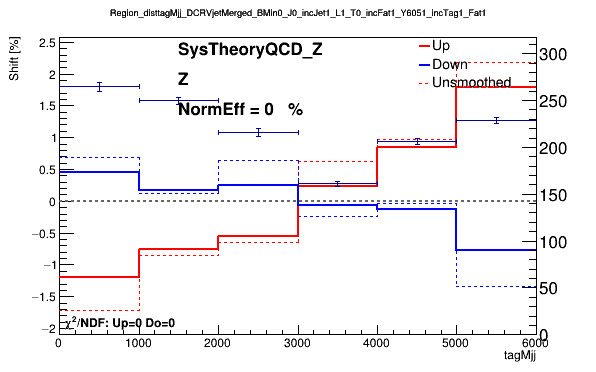 Region_dlsttagMjj_DCRVjetMerged_BMin0_J0_incJet1_L1_T0_incFat1_Y6051_incTag1_Fat1
Shift [%]
SysTheoryQCD_Z
Z
NormEff = 0 %
Up
Down
Unsmoothed
2.5
2
1.5
1
0.5
0
−0.5
−1
−1.5
−2
300
250
200
150
100
50
0
χ²/NDF: Up=0 Do=0
0 1000 2000 3000 4000 5000 6000
tagMjj